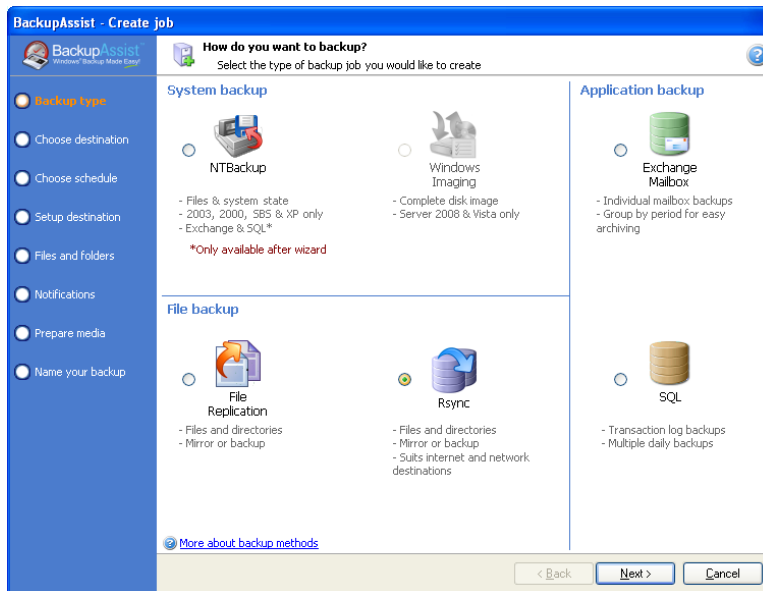 BackupAssist - Create job
BackupAssist™
Windows® Backup Made Easy!
How do you want to backup?
Select the type of backup job you would like to create
?
Backup type
Choose destination
Choose schedule
Setup destination
Files and folders
Notifications
Prepare media
Name your backup
System backup
NTBackup
- Files & system state
- 2003, 2000, SBS & XP only
- Exchange & SQL*
*Only available after wizard
Windows
Imaging
- Complete disk image
- Server 2008 & Vista only
Application backup
Exchange
Mailbox
- Individual mailbox backups
- Group by period for easy
archiving
File backup
File
Replication
- Files and directories
- Mirror or backup
Rsync
- Files and directories
- Mirror or backup
- Suits internet and network
destinations
SQL
- Transaction log backups
- Multiple daily backups
? More about backup methods
< Back
Next >
Cancel